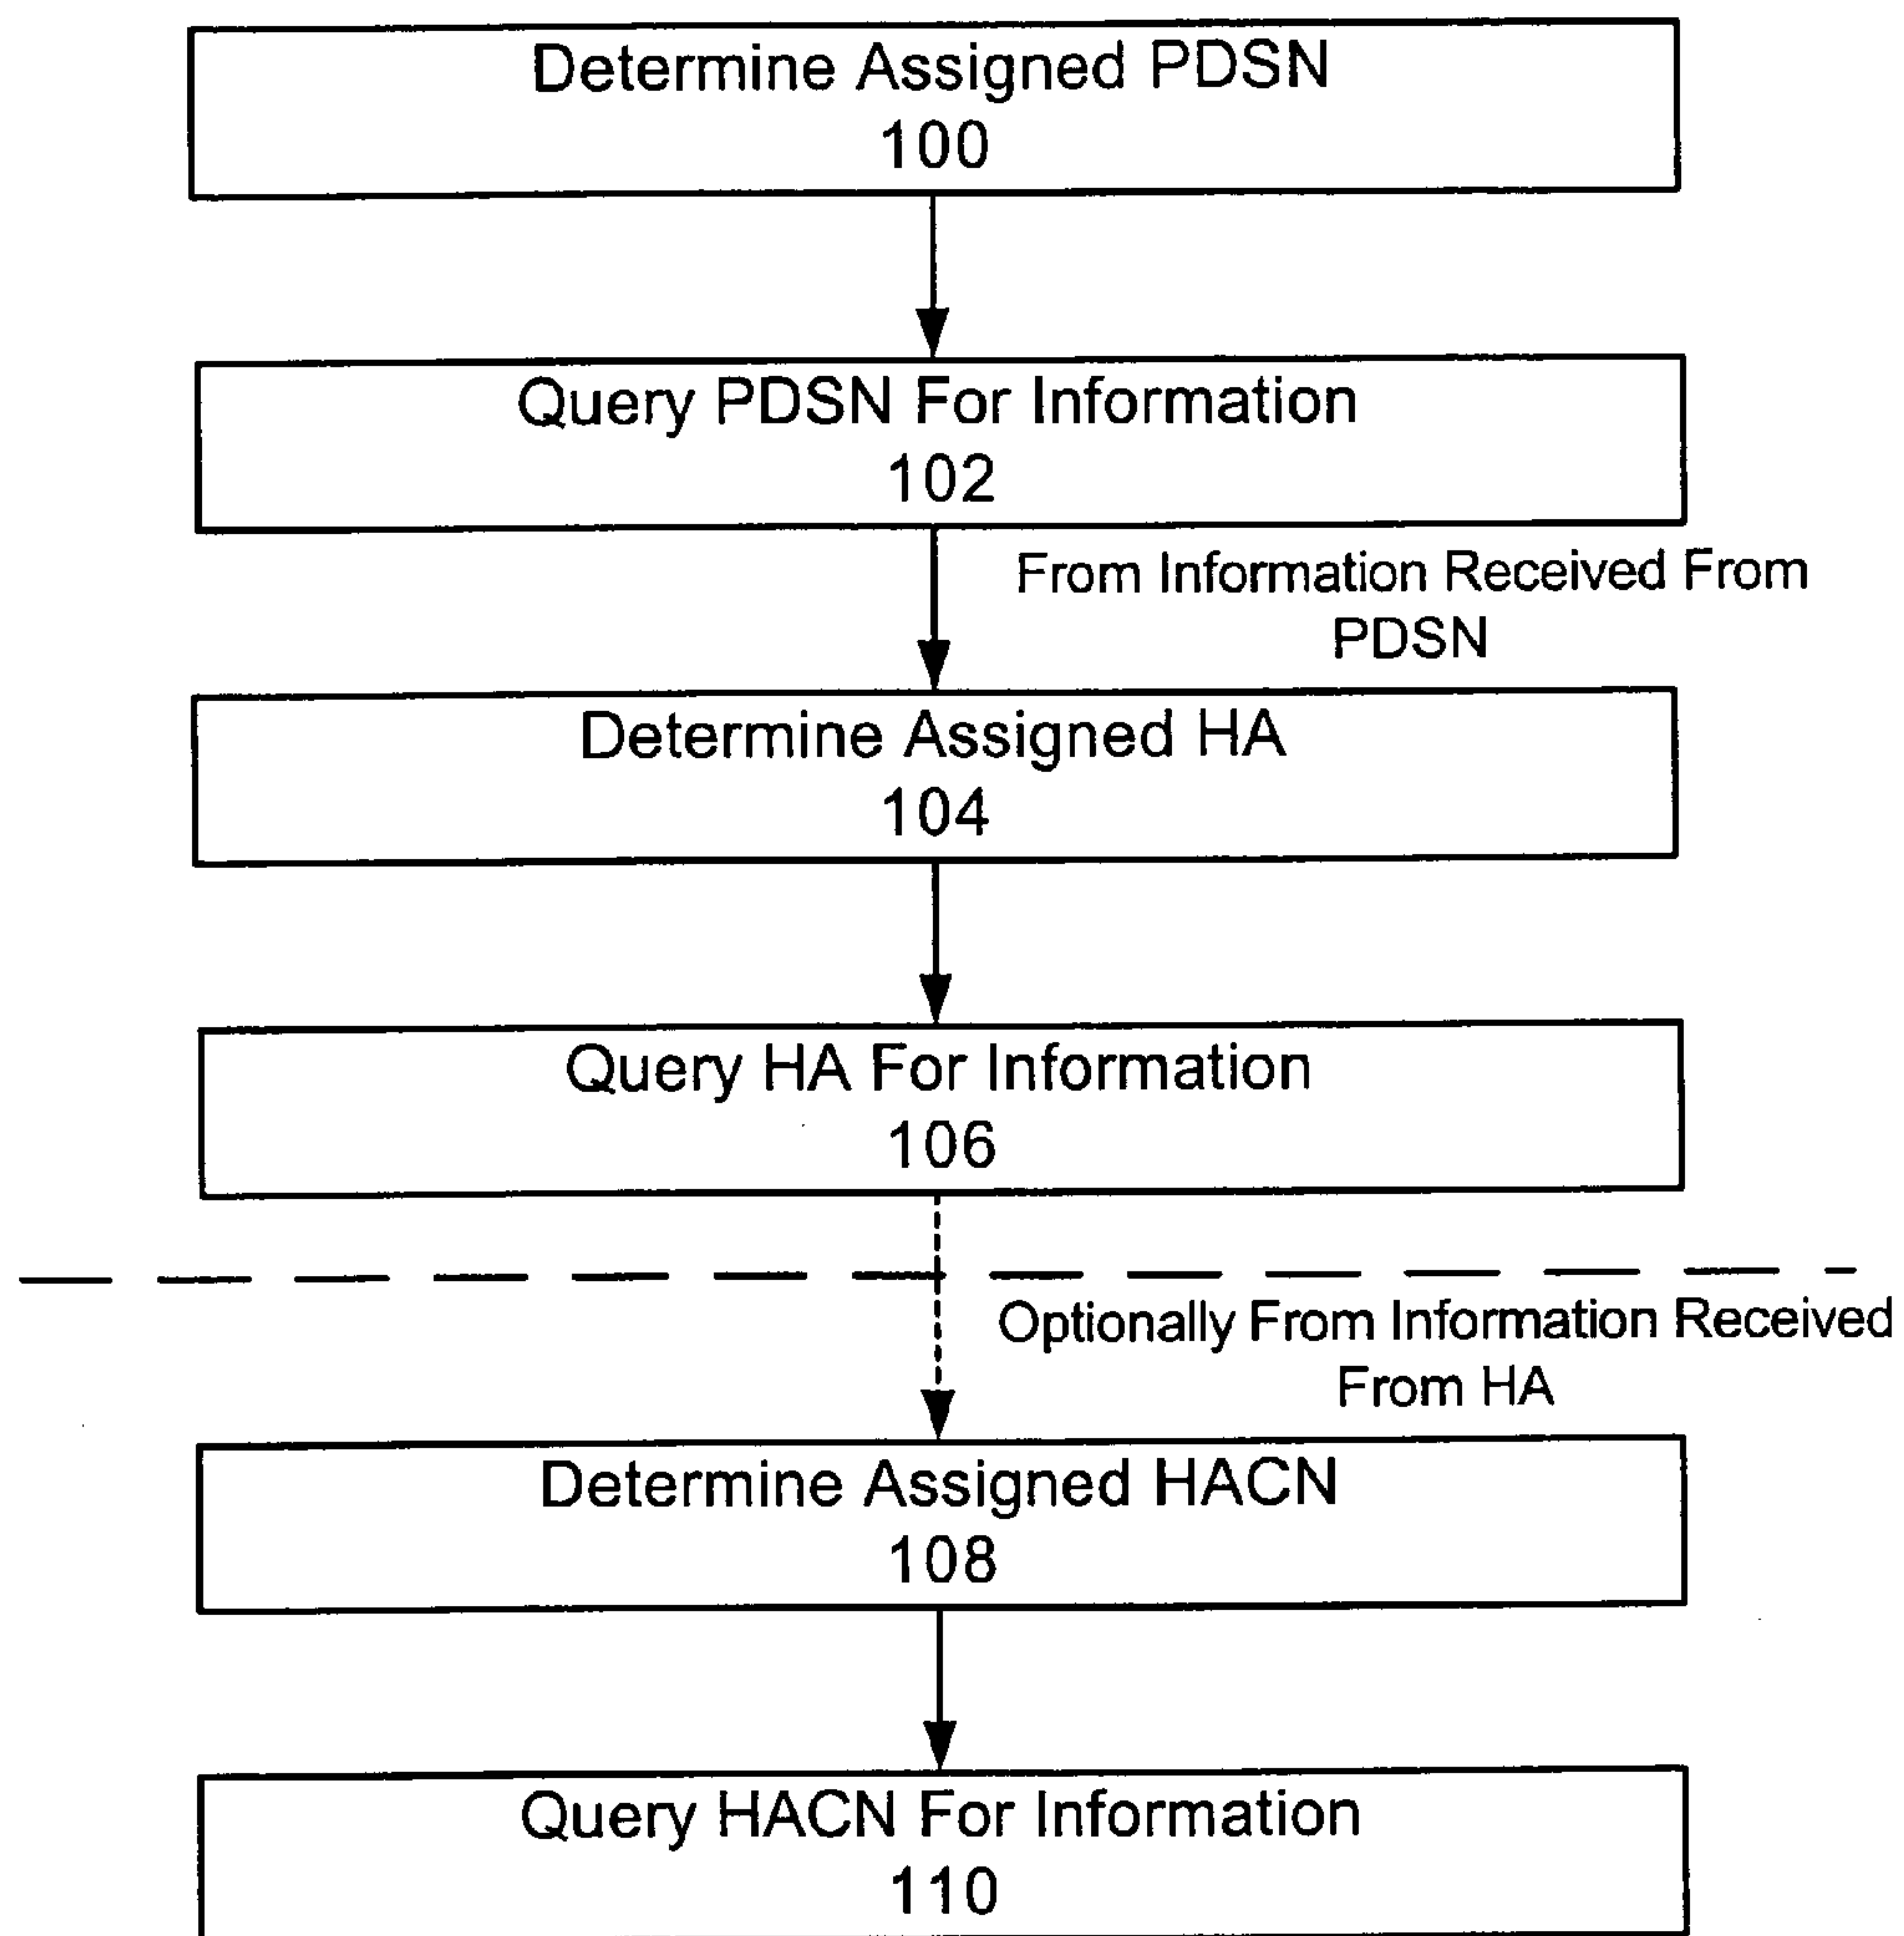 Determine Assigned PDSN
100
Query PDSN For Information
102
From Information Received From
PDSN
Determine Assigned HA
104
Query HA For Information
106
Optionally From Information Received
From HA
Determine Assigned HACN
108
Query HACN For Information
110